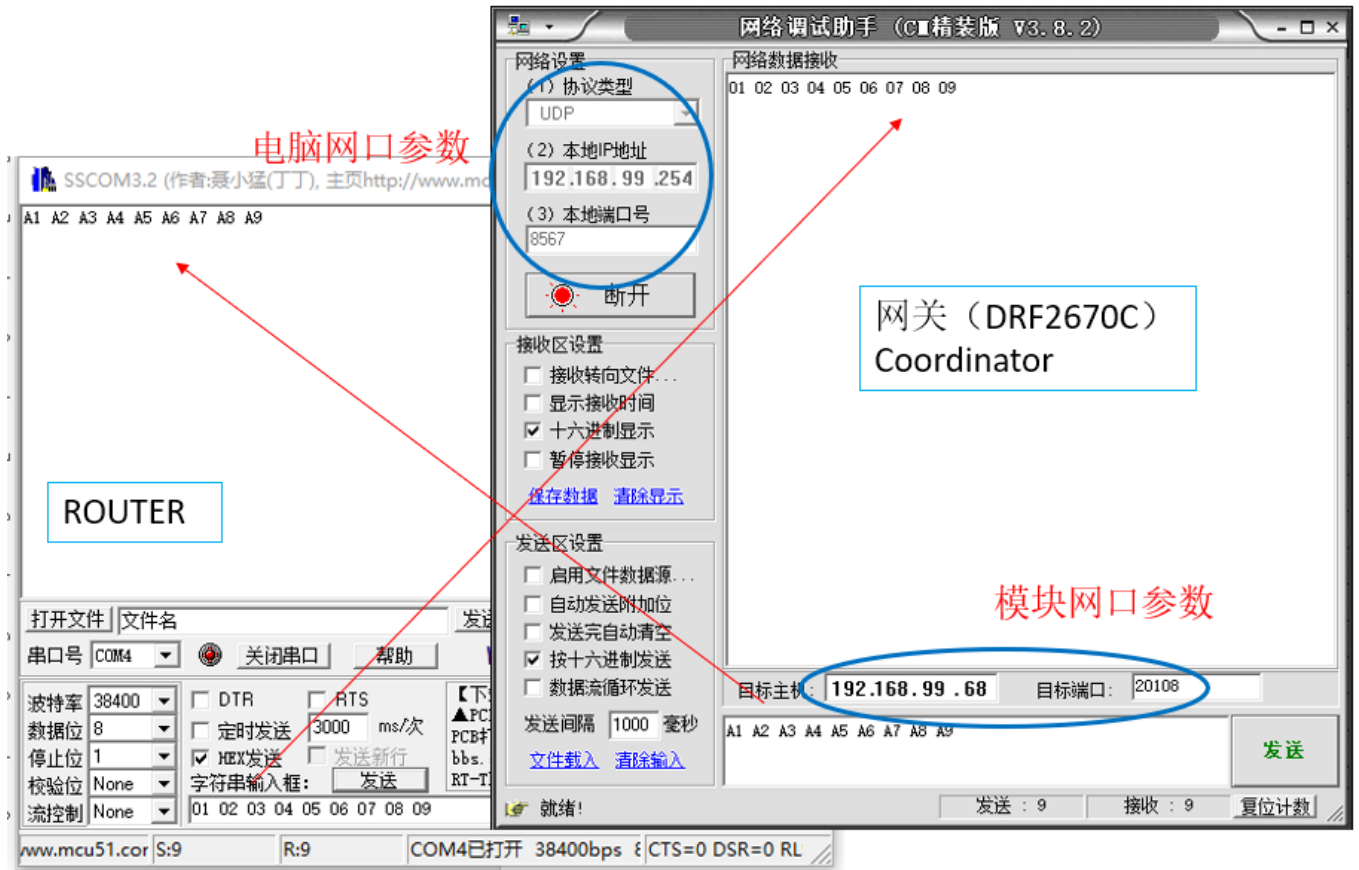 网络调试助手 (C■精装版 V3.8.2)
网络设置
(1) 协议类型
UDP
(2) 本地IP地址
192.168.99.254
(3) 本地端口号
8567
断开
接收区设置
接收转向文件...
显示接收时间
十六进制显示
暂停接收显示
保存数据 清除显示
发送区设置
启用文件数据源...
自动发送附加位
发送完自动清空
按十六进制发送
数据流循环发送
发送间隔 1000 毫秒
文件载入 清除输入
就绪!
网络数据接收
01 02 03 04 05 06 07 08 09
网关（DRF2670C）
Coordinator
模块网口参数
目标主机: 192.168.99.68 目标端口: 20108
A1 A2 A3 A4 A5 A6 A7 A8 A9
发送
发送 : 9 接收 : 9 复位计数
电脑网口参数
SSCOM3.2 (作者:聂小猛(丁丁), 主页http://www.mc
A1 A2 A3 A4 A5 A6 A7 A8 A9
ROUTER
打开文件 文件名
串口号 COM4 关闭串口 帮助
波特率 38400 DTR RTS
数据位 8 定时发送 3000 ms/次
停止位 1 HEX发送 发送新行
校验位 None 字符串输入框: 发送
流控制 None 01 02 03 04 05 06 07 08 09
▲PC
bbs.
www.mcu51.cor S:9 R:9 COM4已打开 38400bps CTS=0 DSR=0 RL